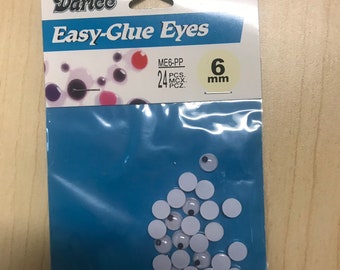 Darice
Easy-Glue Eyes
ME6-PP
24 PCS.
MCX.
PCZ.
6
mm